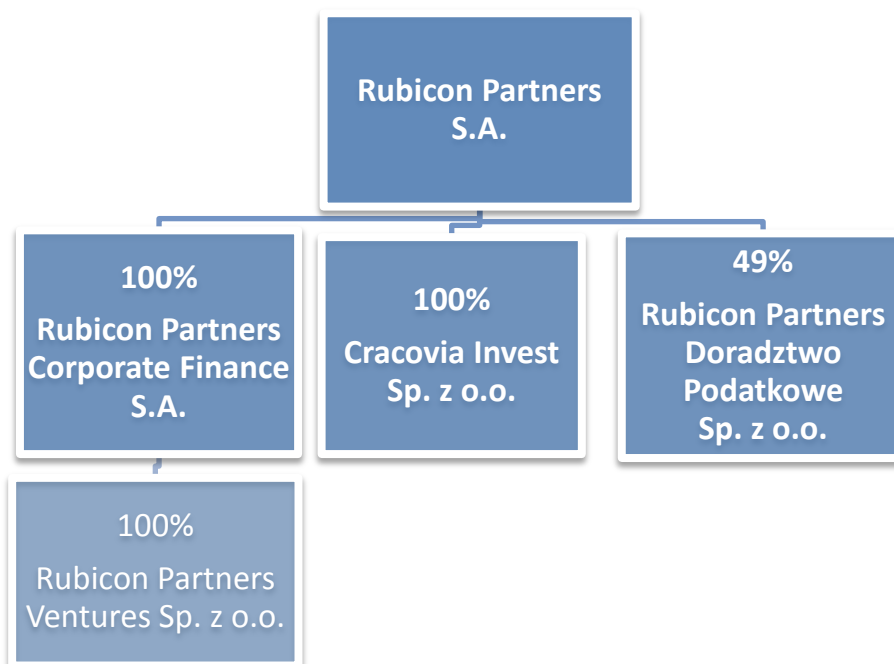 Rubicon Partners
S.A.
100%
Rubicon Partners
Corporate Finance
S.A.
100%
Cracovia Invest
Sp. z o.o.
49%
Rubicon Partners
Doradztwo
Podatkowe
Sp. z o.o.
100%
Rubicon Partners
Ventures Sp. z o.o.